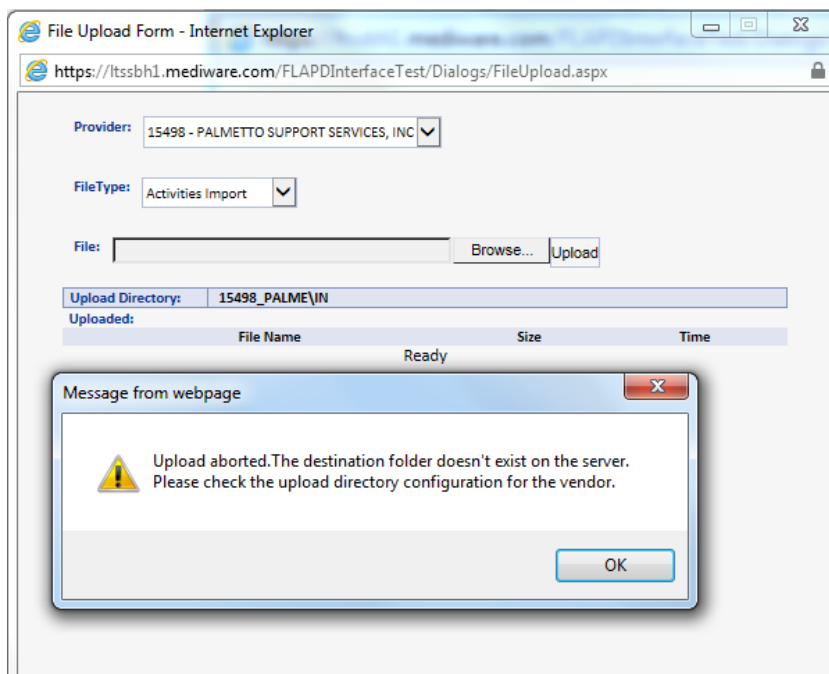 File Upload Form - Internet Explorer
https://ltssbh1.mediware.com/FLAPDInterfaceTest/Dialogs/FileUpload.aspx
Provider: 15498 - PALMETTO SUPPORT SERVICES, INC
FileType: Activities Import
File: Browse... Upload
Upload Directory: 15498_PALME\IN
Uploaded:
File Name Size Time
Ready
Message from webpage
Upload aborted.The destination folder doesn't exist on the server.
Please check the upload directory configuration for the vendor.
OK